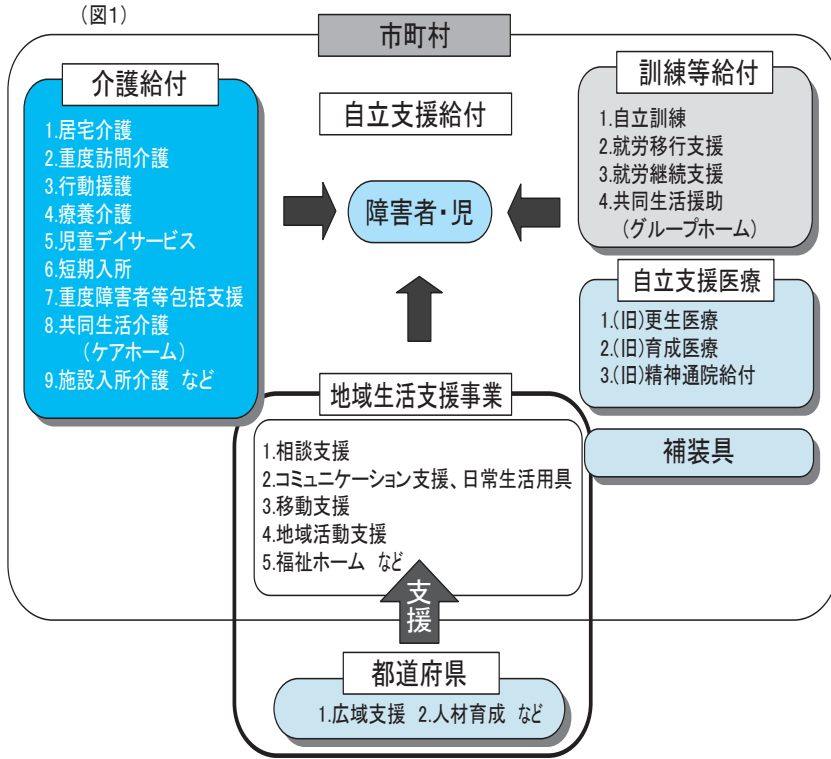 (図1)
市町村
介護給付
1.居宅介護
2.重度訪問介護
3.行動援護
4.療養介護
5.児童デイサービス
6.短期入所
7.重度障害者等包括支援
8.共同生活介護
(ケアホーム)
9.施設入所介護 など
自立支援給付
障害者・児
訓練等給付
1.自立訓練
2.就労移行支援
3.就労継続支援
4.共同生活援助
(グループホーム)
自立支援医療
1.(旧)更生医療
2.(旧)育成医療
3.(旧)精神通院給付
補装具
地域生活支援事業
1.相談支援
2.コミュニケーション支援、日常生活用具
3.移動支援
4.地域活動支援
5.福祉ホーム など
支援
都道府県
1.広域支援 2.人材育成 など